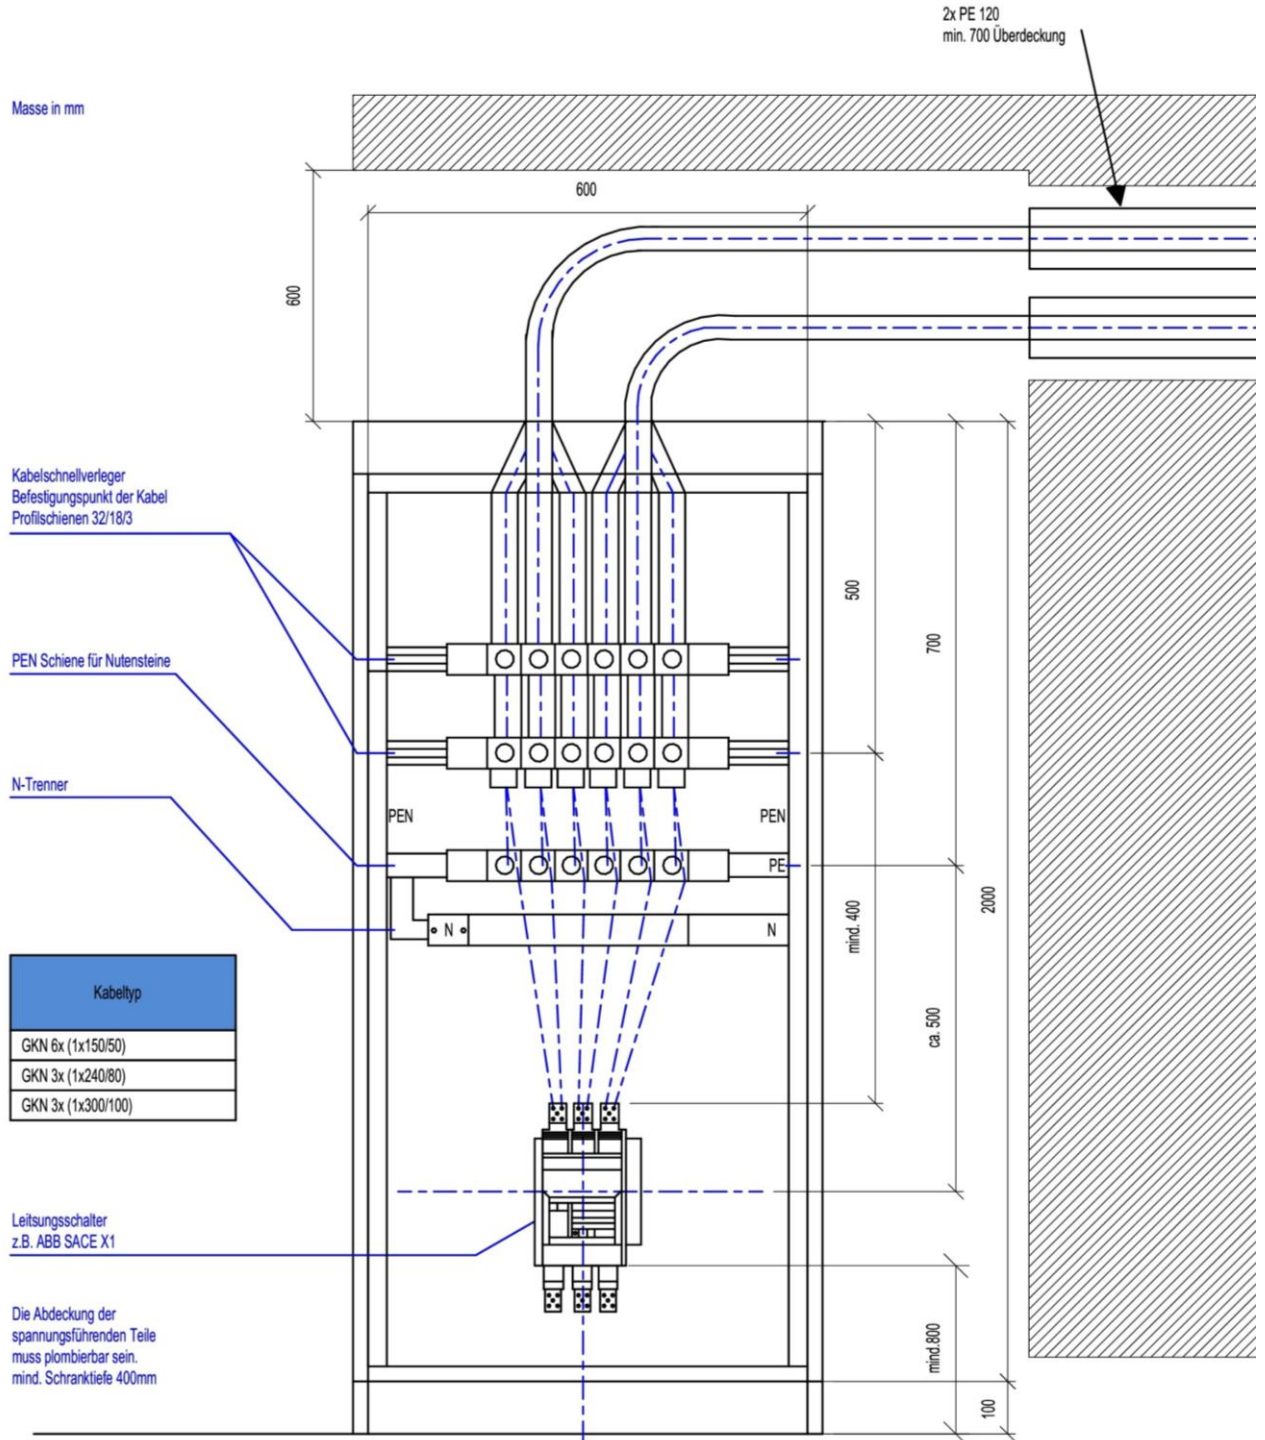 2x PE 120
min. 700 Überdeckung
Masse in mm
600
600
Kabelschnellverleger
Befestigungspunkt der Kabel
Profilschienen 32/18/3
500
700
PEN Schiene für Nutensteine
N-Trenner
PEN
PEN
PE
2000
mind. 400
N
N
Kabeltyp
ca. 500
GKN 6x (1x150/50)
GKN 3x (1x240/80)
GKN 3x (1x300/100)
Leitsungsschalter
z.B. ABB SACE X1
Die Abdeckung der
spannungsführenden Teile
muss plombierbar sein.
mind. Schranktiefe 400mm
mind.800
100